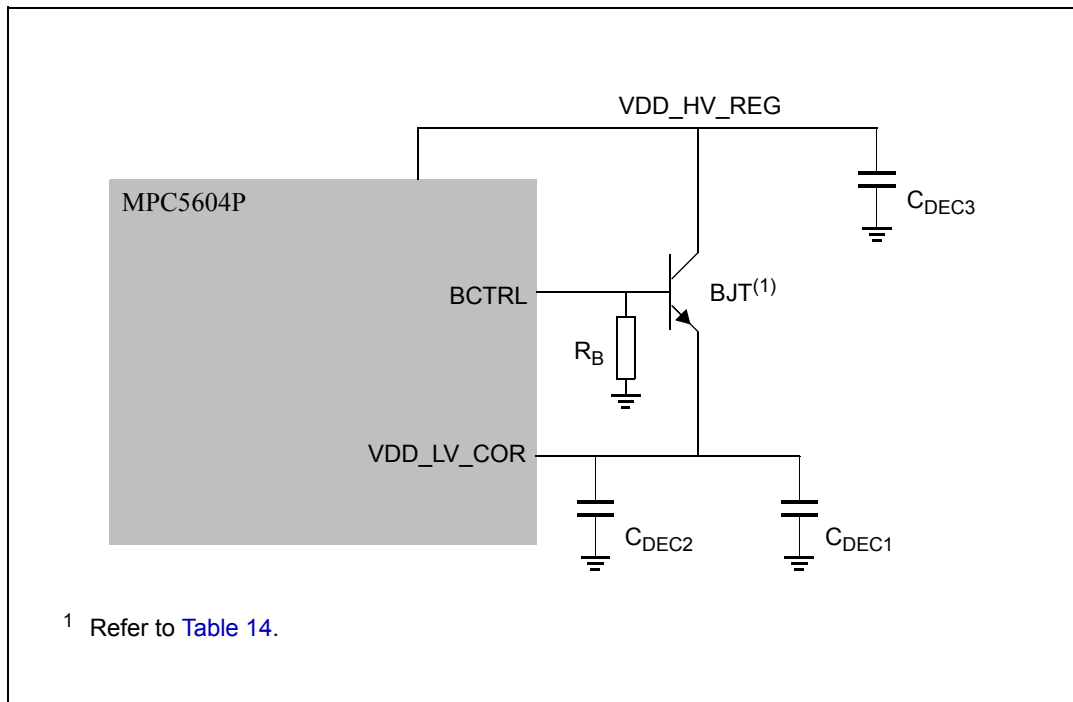 VDD_HV_REG
MPC5604P
CDEC3
BCTRL
BJT(1)
RB
VDD_LV_COR
CDEC2
CDEC1
1 Refer to Table 14.